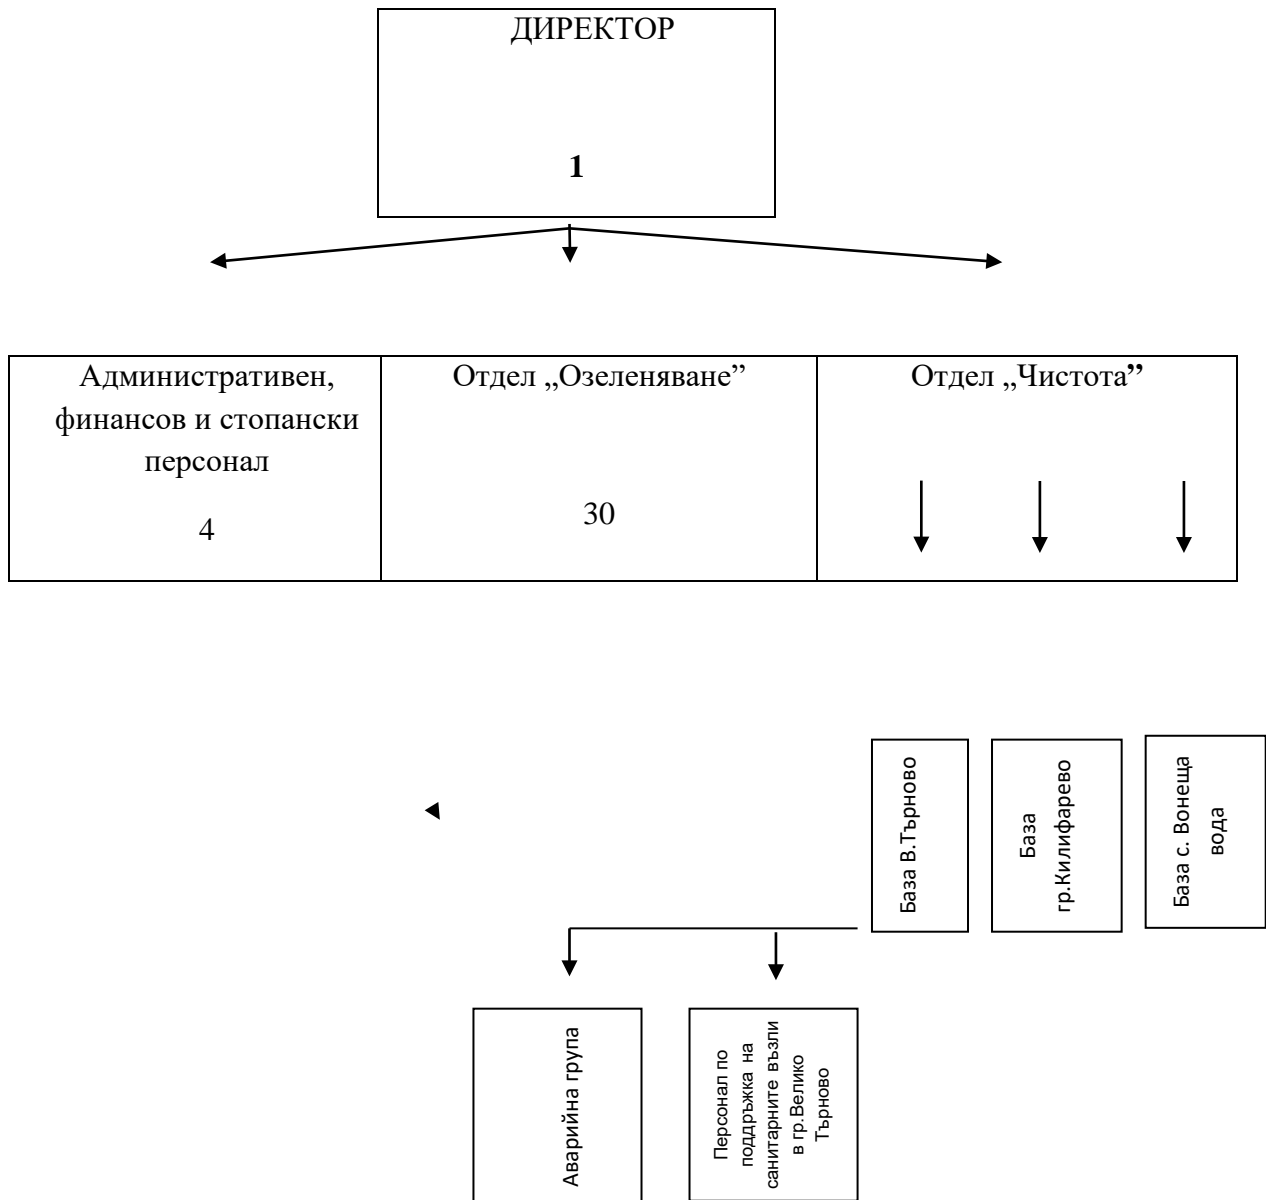 ДИРЕКТОР
1
Административен,
финансов и стопански
персонал
4
Отдел „Озеленяване”
30
Отдел „Чистота”
База В.Търново
База
гр.Килифарево
База с. Вонеща
вода
Аварийна група
Персонал по
поддръжка на
санитарните възли
в гр.Велико
Търново